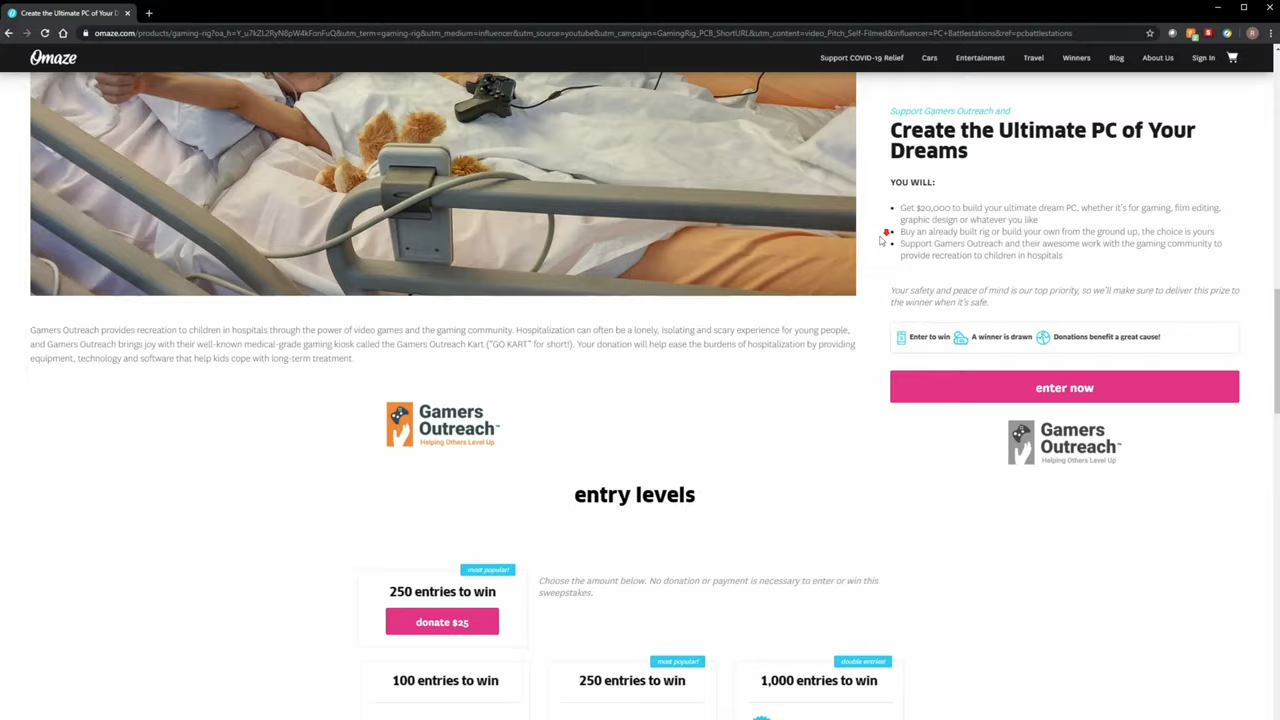 Create the Ultimate PC of Your D
omaze.com/products/gaming-rig?oa_h=Y_u7kZL2RyN8pW4kFonFuQ&utm_term=gaming-rig&utm_medium=influencer&utm_source=youtube&utm_campaign=GamingRig_PCB_ShortURL&utm_content=video_Pitch_Self-Filmed&influencer=PC+Battlestations&ref=pcbattlestations
Omaze
Support COVID-19 Relief Cars Entertainment Travel Winners Blog About Us Sign In
Support Gamers Outreach and
Create the Ultimate PC of Your
Dreams
YOU WILL:
• Get $20,000 to build your ultimate dream PC, whether it's for gaming, film editing,
graphic design or whatever you like
• Buy an already built rig or build your own from the ground up, the choice is yours
• Support Gamers Outreach and their awesome work with the gaming community to
provide recreation to children in hospitals
Your safety and peace of mind is our top priority, so we'll make sure to deliver this prize to
the winner when it's safe.
Enter to win A winner is drawn Donations benefit a great cause!
enter now
Gamers
Outreach™
Helping Others Level Up
Gamers Outreach provides recreation to children in hospitals through the power of video games and the gaming community. Hospitalization can often be a lonely, isolating and scary experience for young people,
and Gamers Outreach brings joy with their well-known medical-grade gaming kiosk called the Gamers Outreach Kart ("GO KART" for short!). Your donation will help ease the burdens of hospitalization by providing
equipment, technology and software that help kids cope with long-term treatment.
Gamers
Outreach™
Helping Others Level Up
entry levels
most popular!
250 entries to win
donate $25
Choose the amount below. No donation or payment is necessary to enter or win this
sweepstakes.
100 entries to win
most popular!
250 entries to win
double entries!
1,000 entries to win